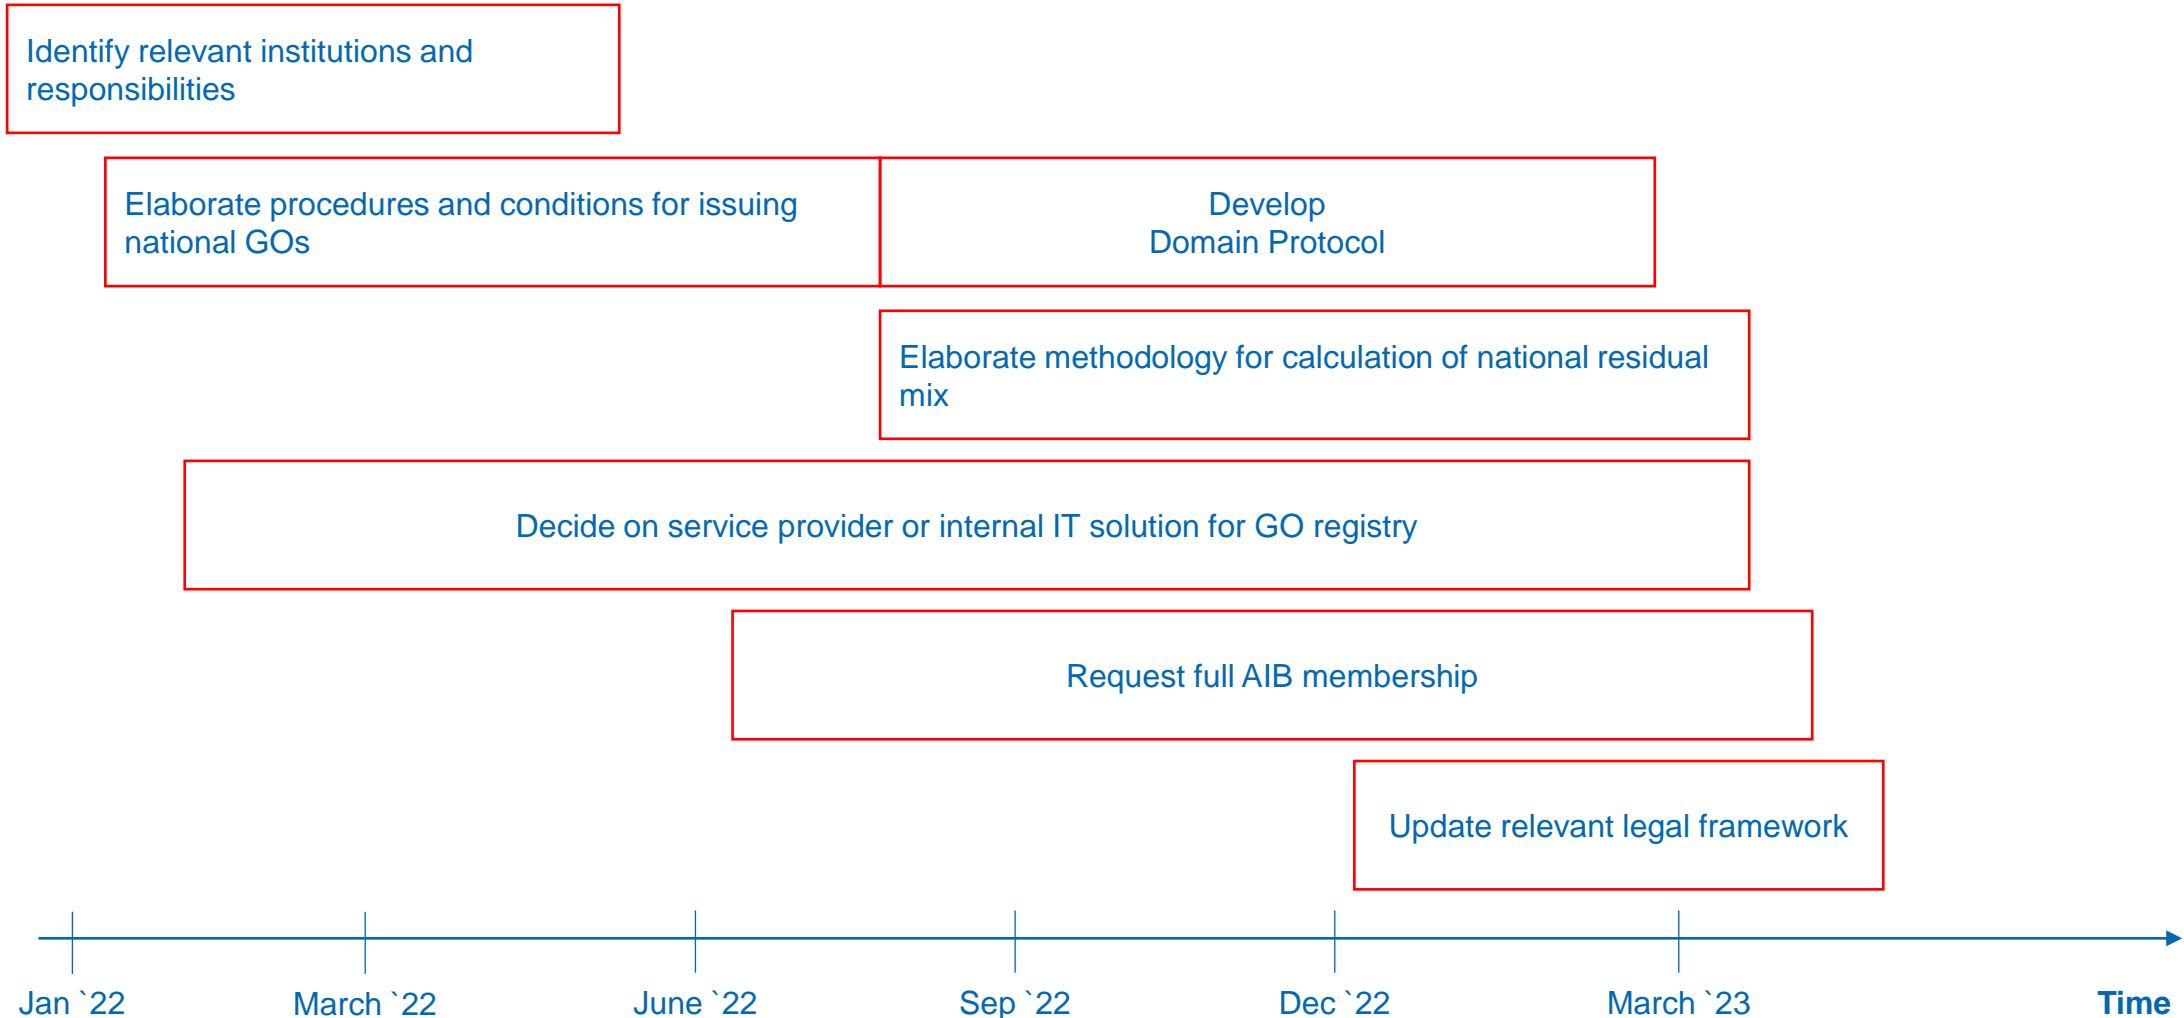 Identify relevant institutions and
responsibilities
Elaborate procedures and conditions for issuing
national GOs
Develop
Domain Protocol
Elaborate methodology for calculation of national residual
mix
Decide on service provider or internal IT solution for GO registry
Request full AIB membership
Update relevant legal framework
Jan `22
March `22
June `22
Sep `22
Dec `22
March `23
Time